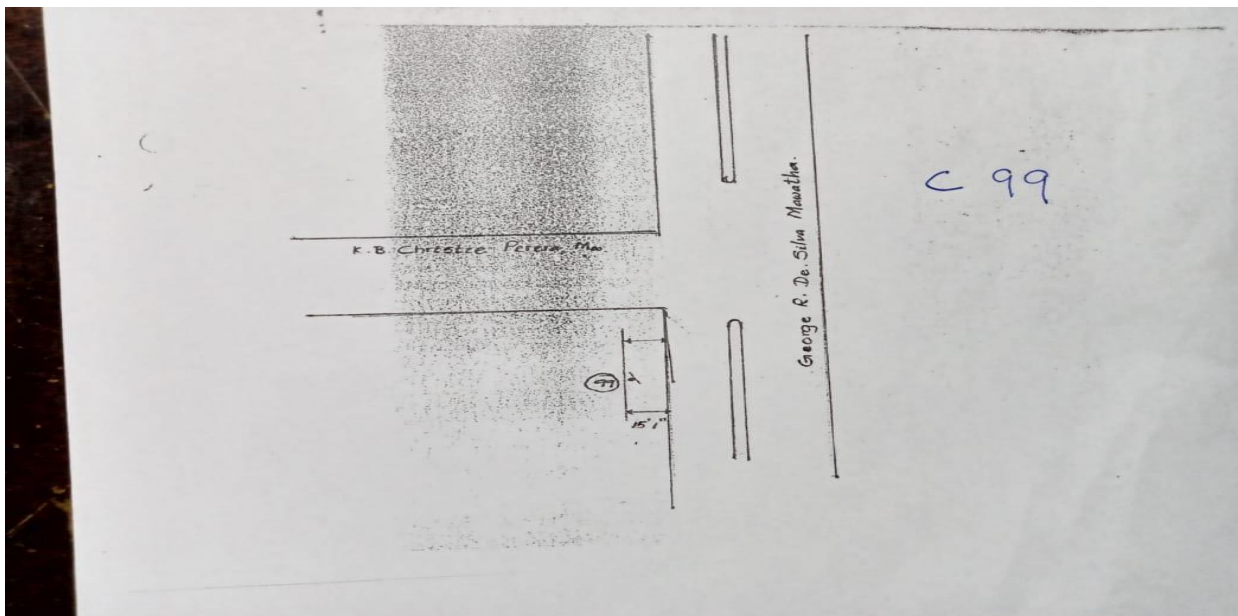 C 99
K. B. Christie Perera Mw
George R. De. Silva Mawatha.
15' 1"